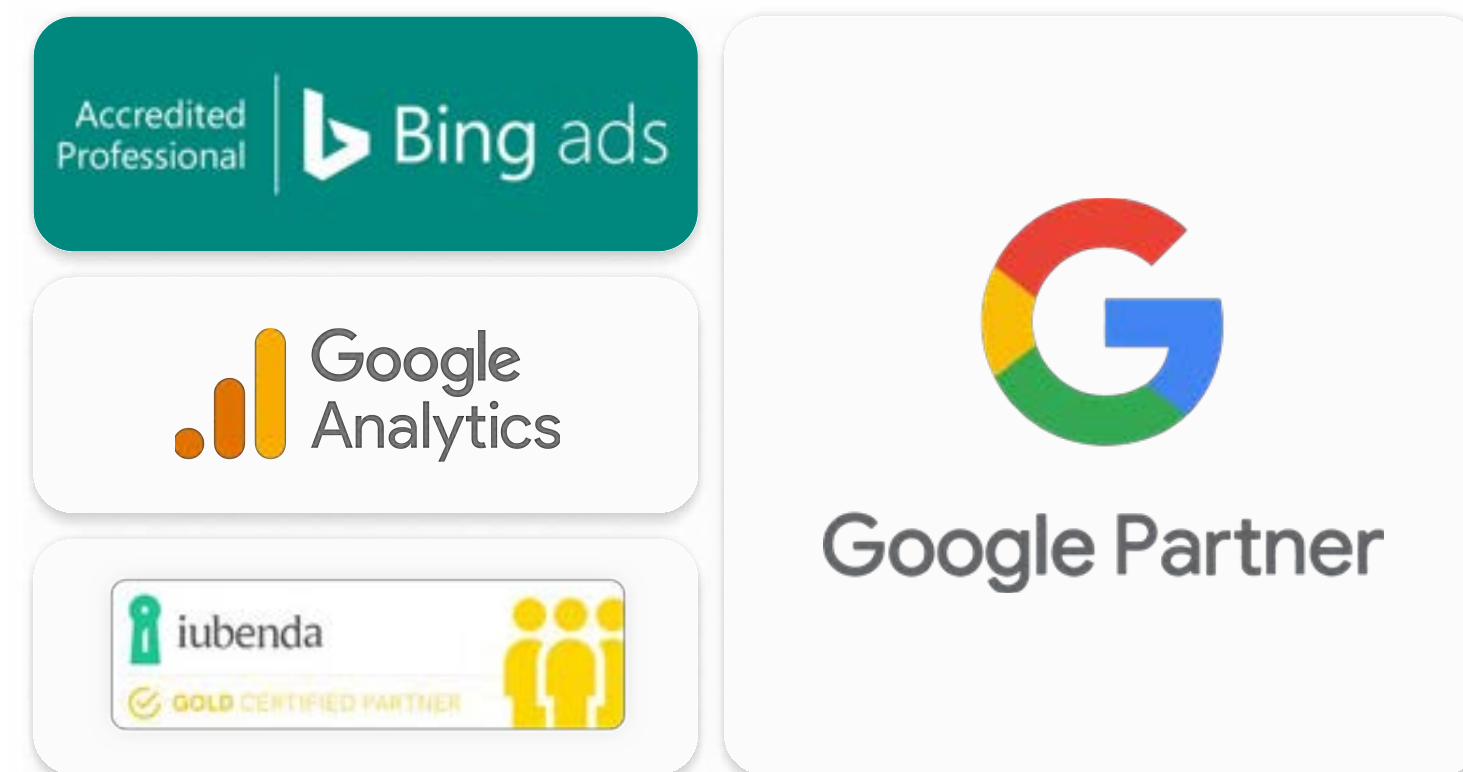 Accredited
Professional
Bing ads
Google
Analytics
iubenda
GOLD CERTIFIED PARTNER
Google Partner